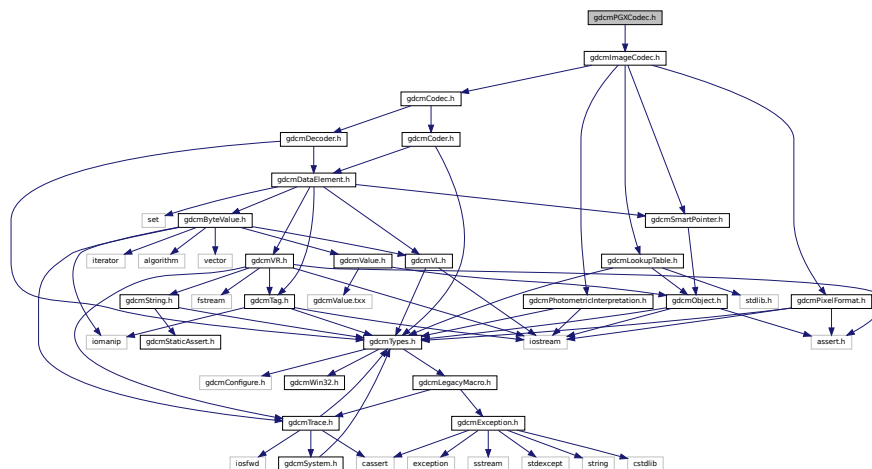 gdcmPGXCodec.h
gdcmImageCodec.h
gdcmCodec.h
gdcmDecoder.h gdcmCoder.h
gdcmDataElement.h
set gdcmByteValue.h gdcmSmartPointer.h
iterator algorithm vector gdcmVR.h gdcmValue.h gdcmVL.h gdcmLookupTable.h
gdcmString.h fstream gdcmTag.h gdcmValue.txx gdcmPhotometricInterpretation.h gdcmObject.h stdlib.h gdcmPixelFormat.h
iomanip gdcmStaticAssert.h gdcmTypes.h iostream assert.h
gdcmConfigure.h gdcmWin32.h gdcmLegacyMacro.h
gdcmTrace.h gdcmException.h
iosfwd gdcmSystem.h cassert exception sstream stdexcept string cstdlib